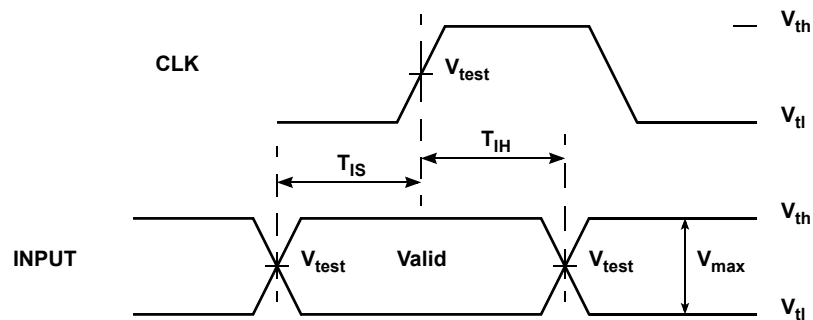 V_th
CLK
V_test
V_tl
T_IS
T_IH
V_th
INPUT
V_test
Valid
V_test
V_max
V_tl